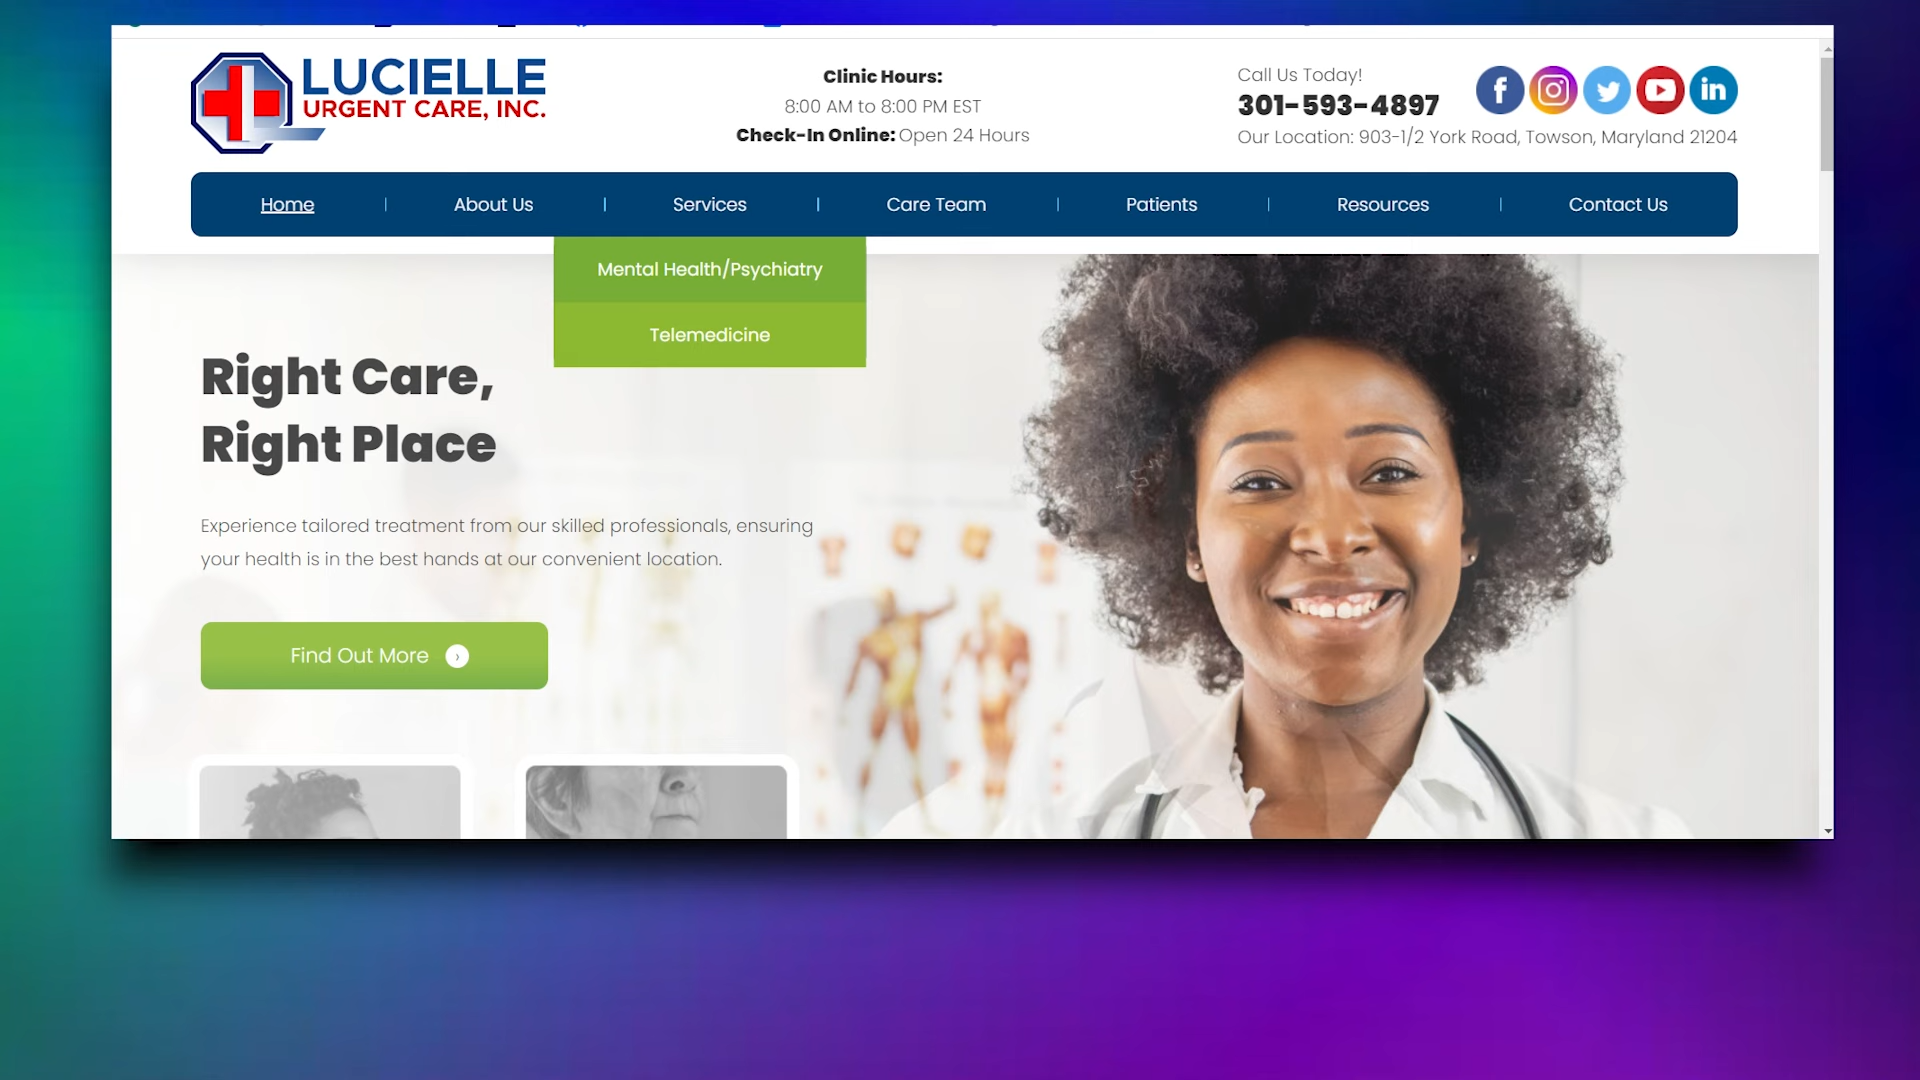 LUCIELLE
URGENT CARE, INC.
Clinic Hours:
8:00 AM to 8:00 PM EST
Check-In Online: Open 24 Hours
Call Us Today!
301-593-4897
Our Location: 903-1/2 York Road, Towson, Maryland 21204
Home | About Us | Services | Care Team | Patients | Resources | Contact Us
Mental Health/Psychiatry
Telemedicine
Right Care,
Right Place
Experience tailored treatment from our skilled professionals, ensuring
your health is in the best hands at our convenient location.
Find Out More